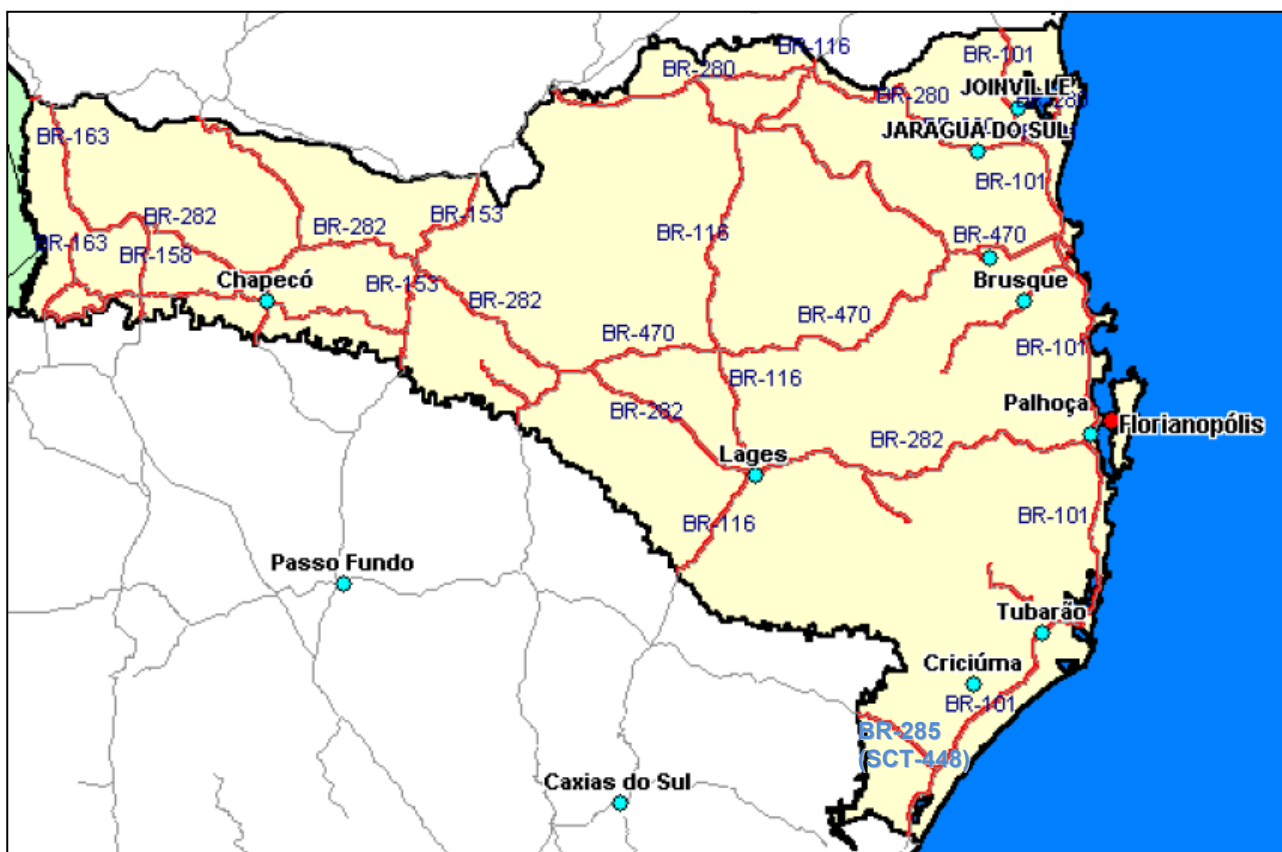 BR-116
BR-101
BR-280
BR-280
JOINVILLE
JARAGUA DO SUL
BR-163
BR-101
BR-282
BR-153
BR-282
BR-116
BR-470
BR-163
BR-158
Chapecó
BR-153
BR-282
Brusque
BR-470
BR-470
BR-101
BR-116
Palhoça
BR-282
Florianopólis
BR-282
Lages
BR-116
BR-101
Passo Fundo
Tubarão
Criciúma
BR-101
BR-285
(SCT-448)
Caxias do Sul